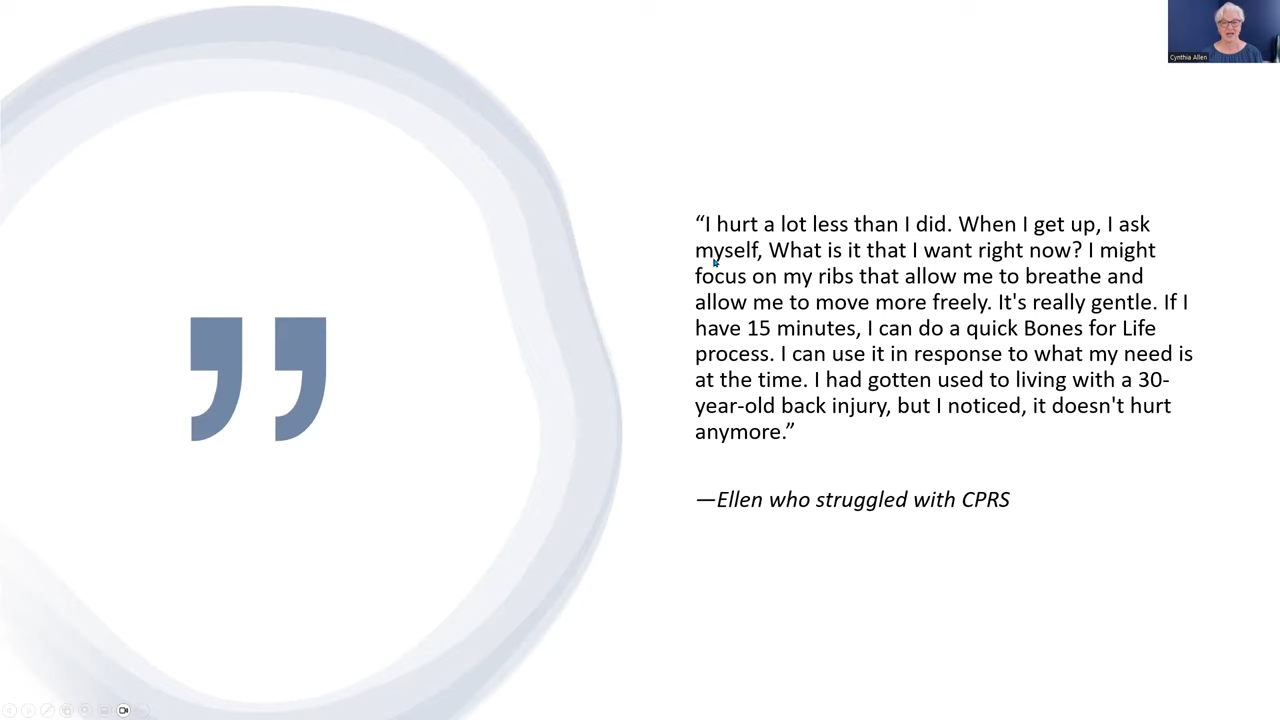 Cynthia Allen
“I hurt a lot less than I did. When I get up, I ask
myself, What is it that I want right now? I might
focus on my ribs that allow me to breathe and
allow me to move more freely. It's really gentle. If I
have 15 minutes, I can do a quick Bones for Life
process. I can use it in response to what my need is
at the time. I had gotten used to living with a 30-
year-old back injury, but I noticed, it doesn't hurt
anymore.”
—Ellen who struggled with CPRS